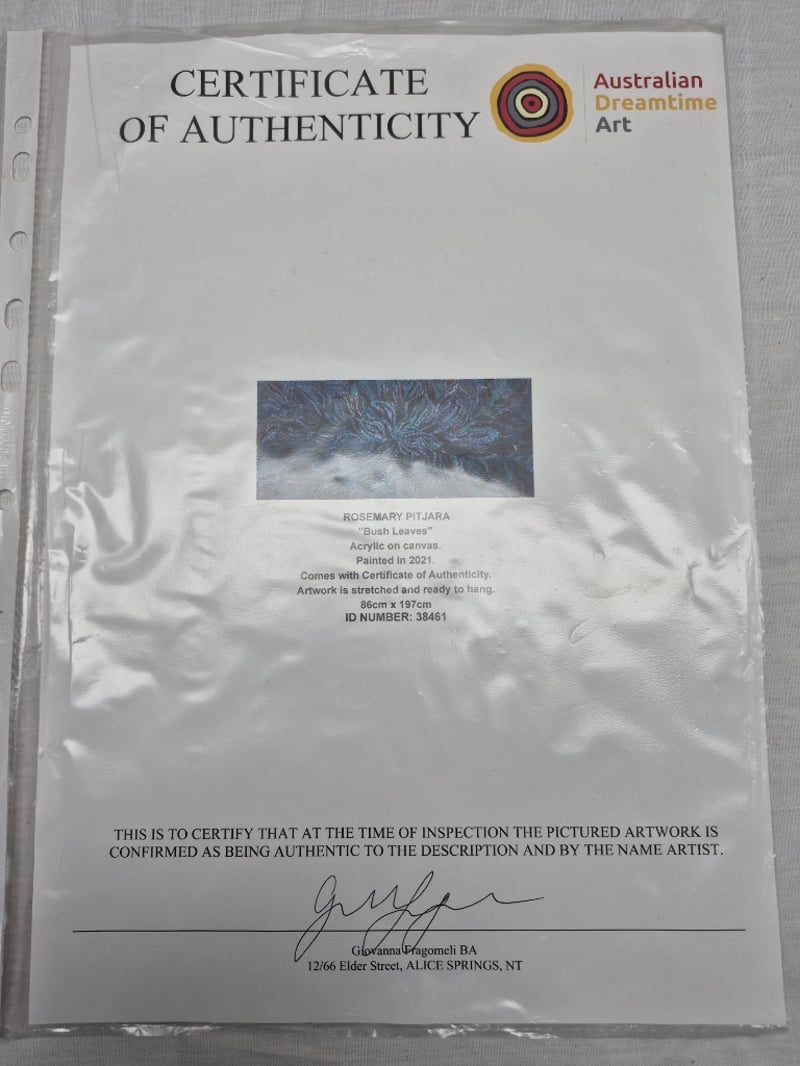 CERTIFICATE
OF AUTHENTICITY
Australian
Dreamtime
Art
ROSEMARY PITJARA
"Bush Leaves"
Acrylic on canvas.
Painted in 2021.
Comes with Certificate of Authenticity.
Artwork is stretched and ready to hang.
86cm x 197cm
ID NUMBER: 38461
THIS IS TO CERTIFY THAT AT THE TIME OF INSPECTION THE PICTURED ARTWORK IS
CONFIRMED AS BEING AUTHENTIC TO THE DESCRIPTION AND BY THE NAME ARTIST.
Giovanna Fragomeli BA
12/66 Elder Street, ALICE SPRINGS, NT